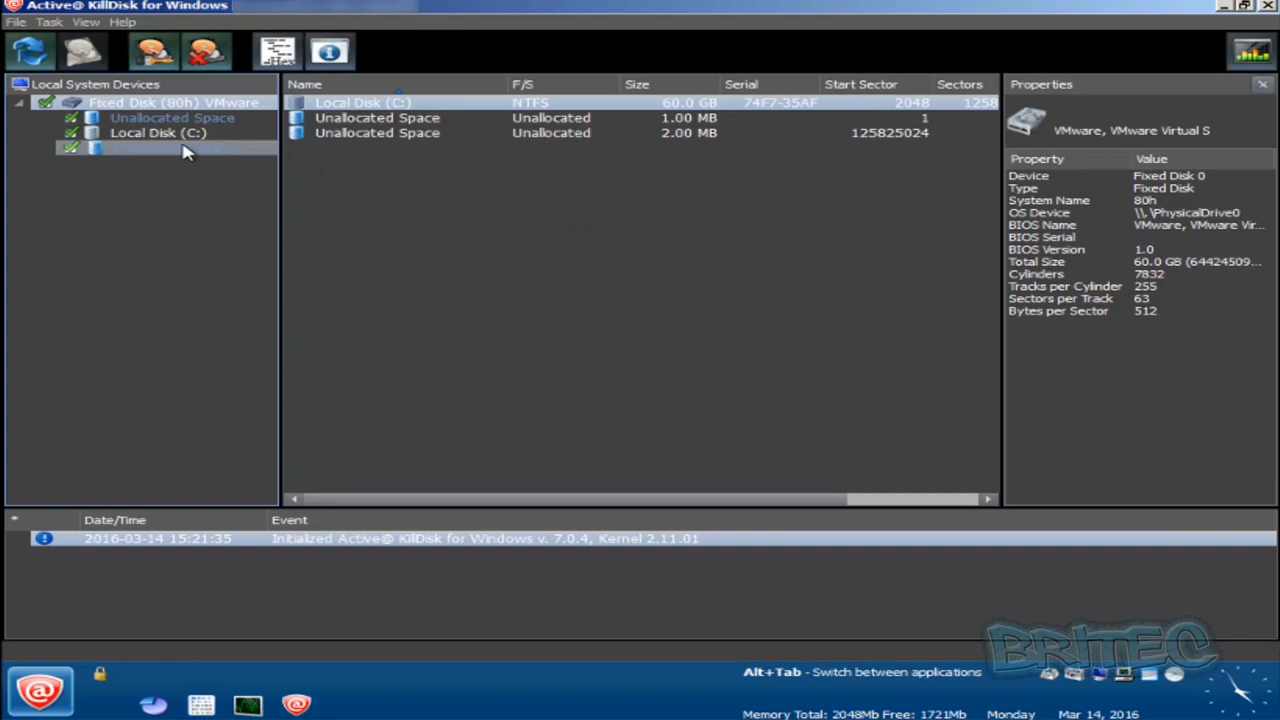 Active@ KillDisk for Windows
File Task View Help
Hex
Local System Devices
Fixed Disk (80h) VMware
Unallocated Space
Local Disk (C:)
Name F/S Size Serial Start Sector Sectors
Local Disk (C:) NTFS 60.0 GB 74F7-35AF 2048 1258
Unallocated Space Unallocated 1.00 MB 1
Unallocated Space Unallocated 2.00 MB 125825024
Properties
VMware, VMware Virtual S
Property Value
Device Fixed Disk 0
Type Fixed Disk
System Name 80h
OS Device \\.\PhysicalDrive0
BIOS Name VMware, VMware Vir...
BIOS Serial
BIOS Version 1.0
Total Size 60.0 GB (64424509...
Cylinders 7832
Tracks per Cylinder 255
Sectors per Track 63
Bytes per Sector 512
* Date/Time Event
2016-03-14 15:21:35 Initialized Active@ KillDisk for Windows v. 7.0.4, Kernel 2.11.01
BRITEC
Alt+Tab - Switch between applications
Memory Total: 2048Mb Free: 1721Mb Monday Mar 14, 2016